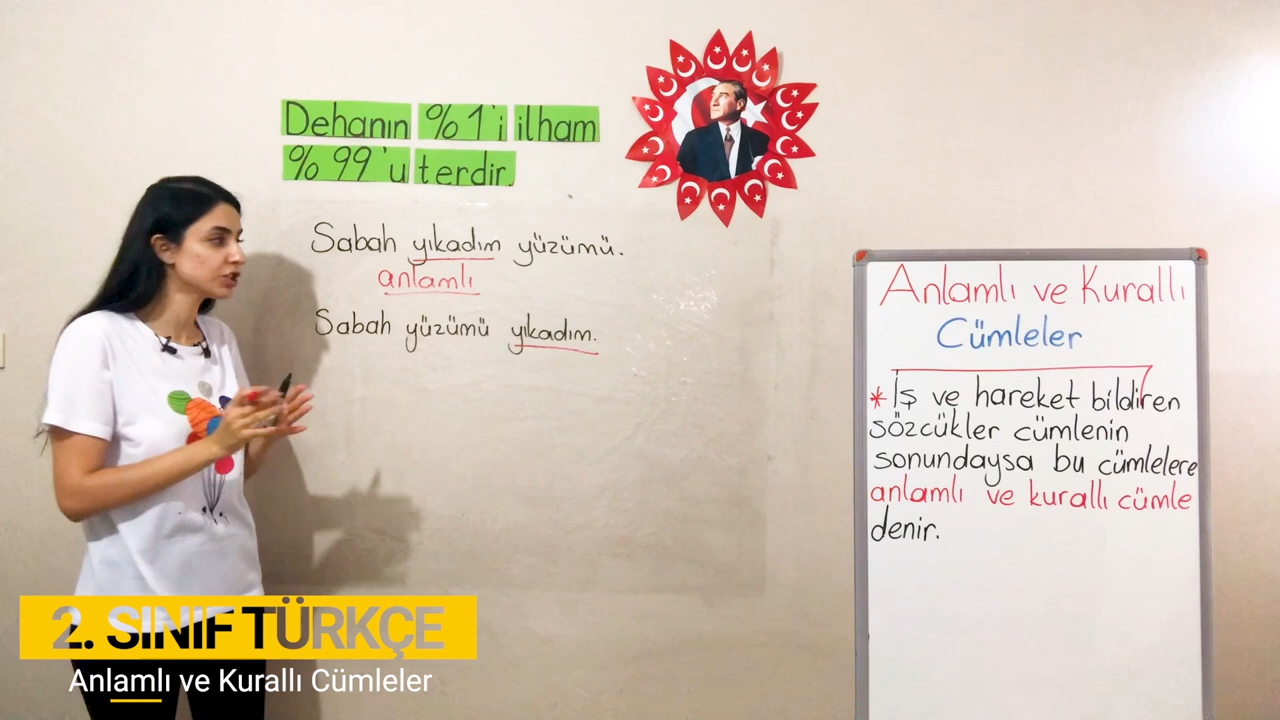 Dehanın %1'i ilham
%99'u terdir.
Sabah yıkadım yüzümü.
anlamlı
Sabah yüzümü yıkadım.
Anlamlı ve Kurallı
Cümleler
* İş ve hareket bildiren
sözcükler cümlenin
sonundaysa bu cümlelere
anlamlı ve kurallı cümle
denir.
2. SINIF TÜRKÇE
Anlamlı ve Kurallı Cümleler